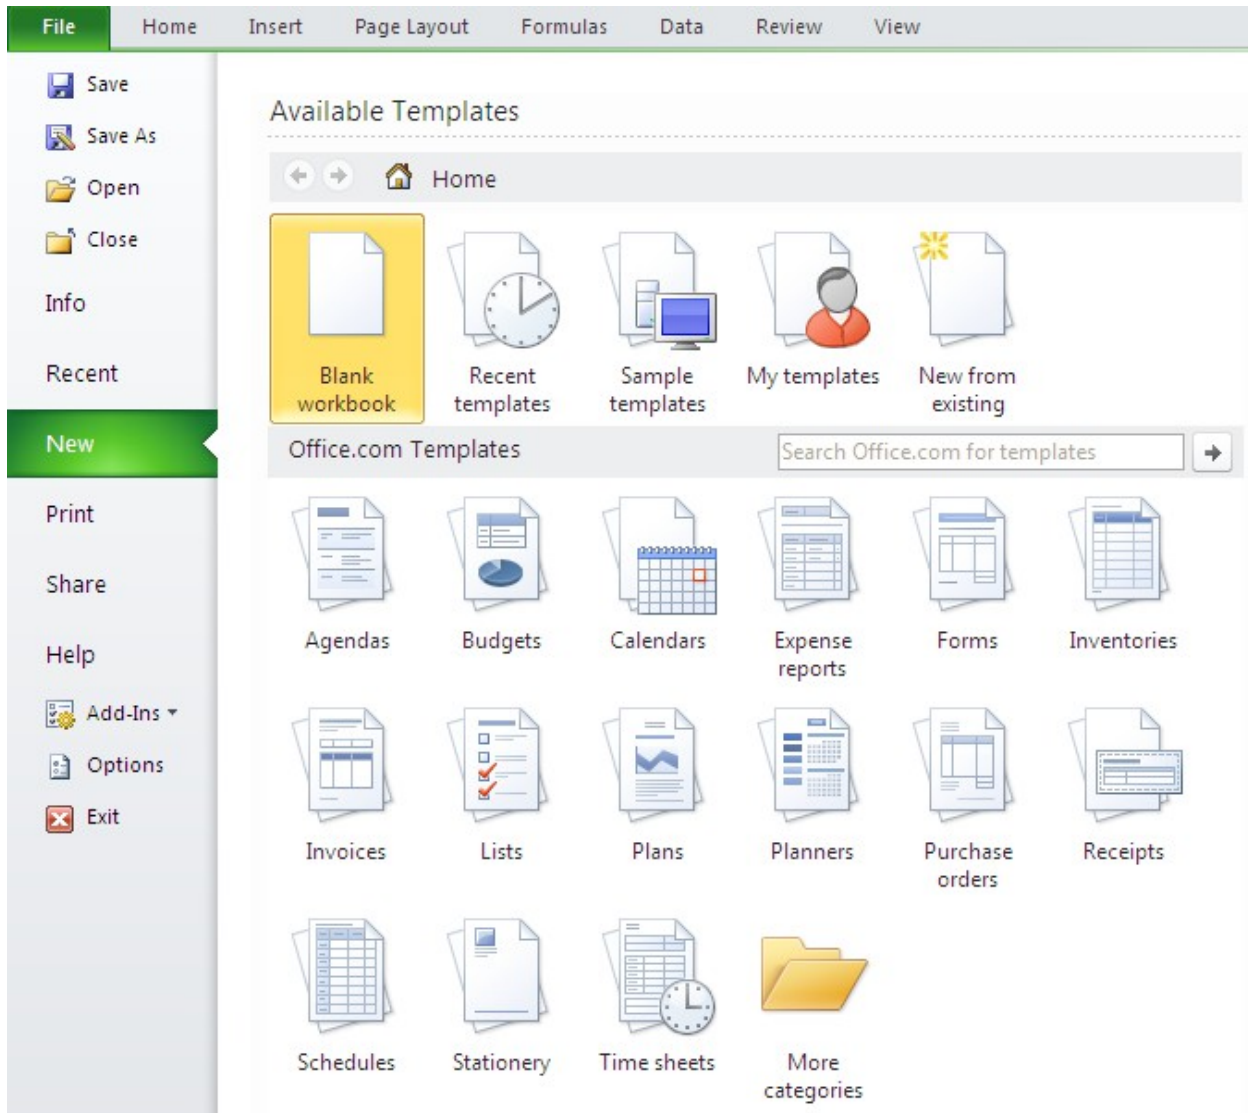 File Home Insert Page Layout Formulas Data Review View
Save
Save As
Open
Close
Info
Recent
New
Print
Share
Help
Add-Ins
Options
Exit
Available Templates
Home
Blank
workbook
Recent
templates
Sample
templates
My templates
New from
existing
Office.com Templates
Search Office.com for templates
Agendas
Budgets
Calendars
Expense
reports
Forms
Inventories
Invoices
Lists
Plans
Planners
Purchase
orders
Receipts
Schedules
Stationery
Time sheets
More
categories